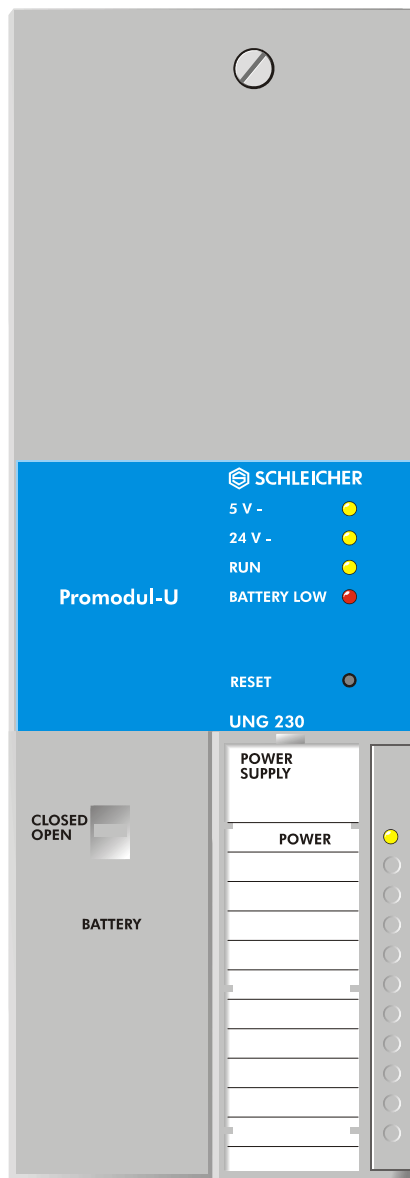 SCHLEICHER
5 V -
24 V -
RUN
Promodul-U
BATTERY LOW
RESET
UNG 230
POWER
SUPPLY
CLOSED
OPEN
POWER
BATTERY